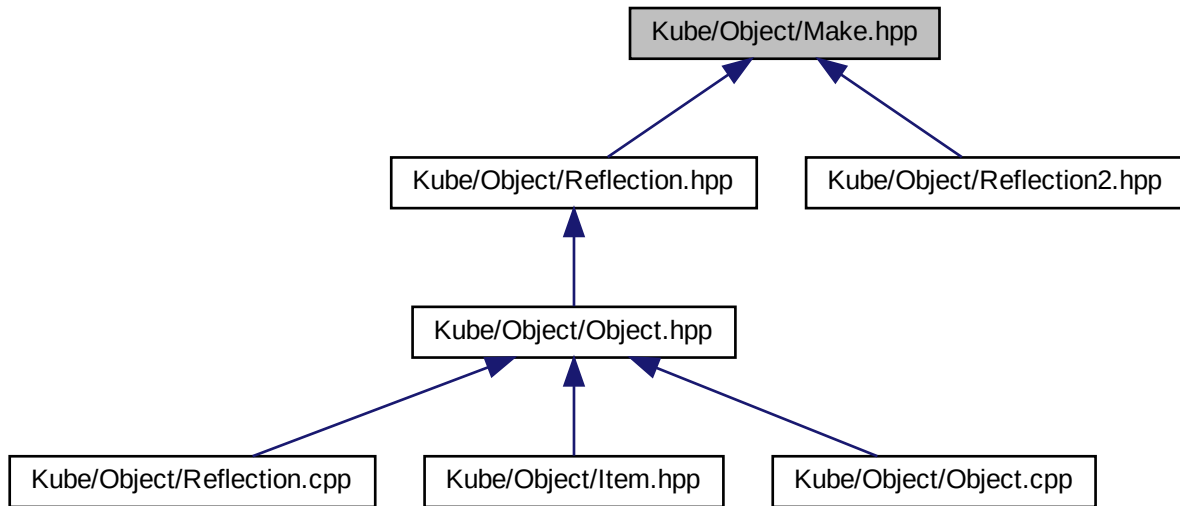 Kube/Object/Make.hpp
Kube/Object/Reflection.hpp
Kube/Object/Reflection2.hpp
Kube/Object/Object.hpp
Kube/Object/Reflection.cpp
Kube/Object/Item.hpp
Kube/Object/Object.cpp